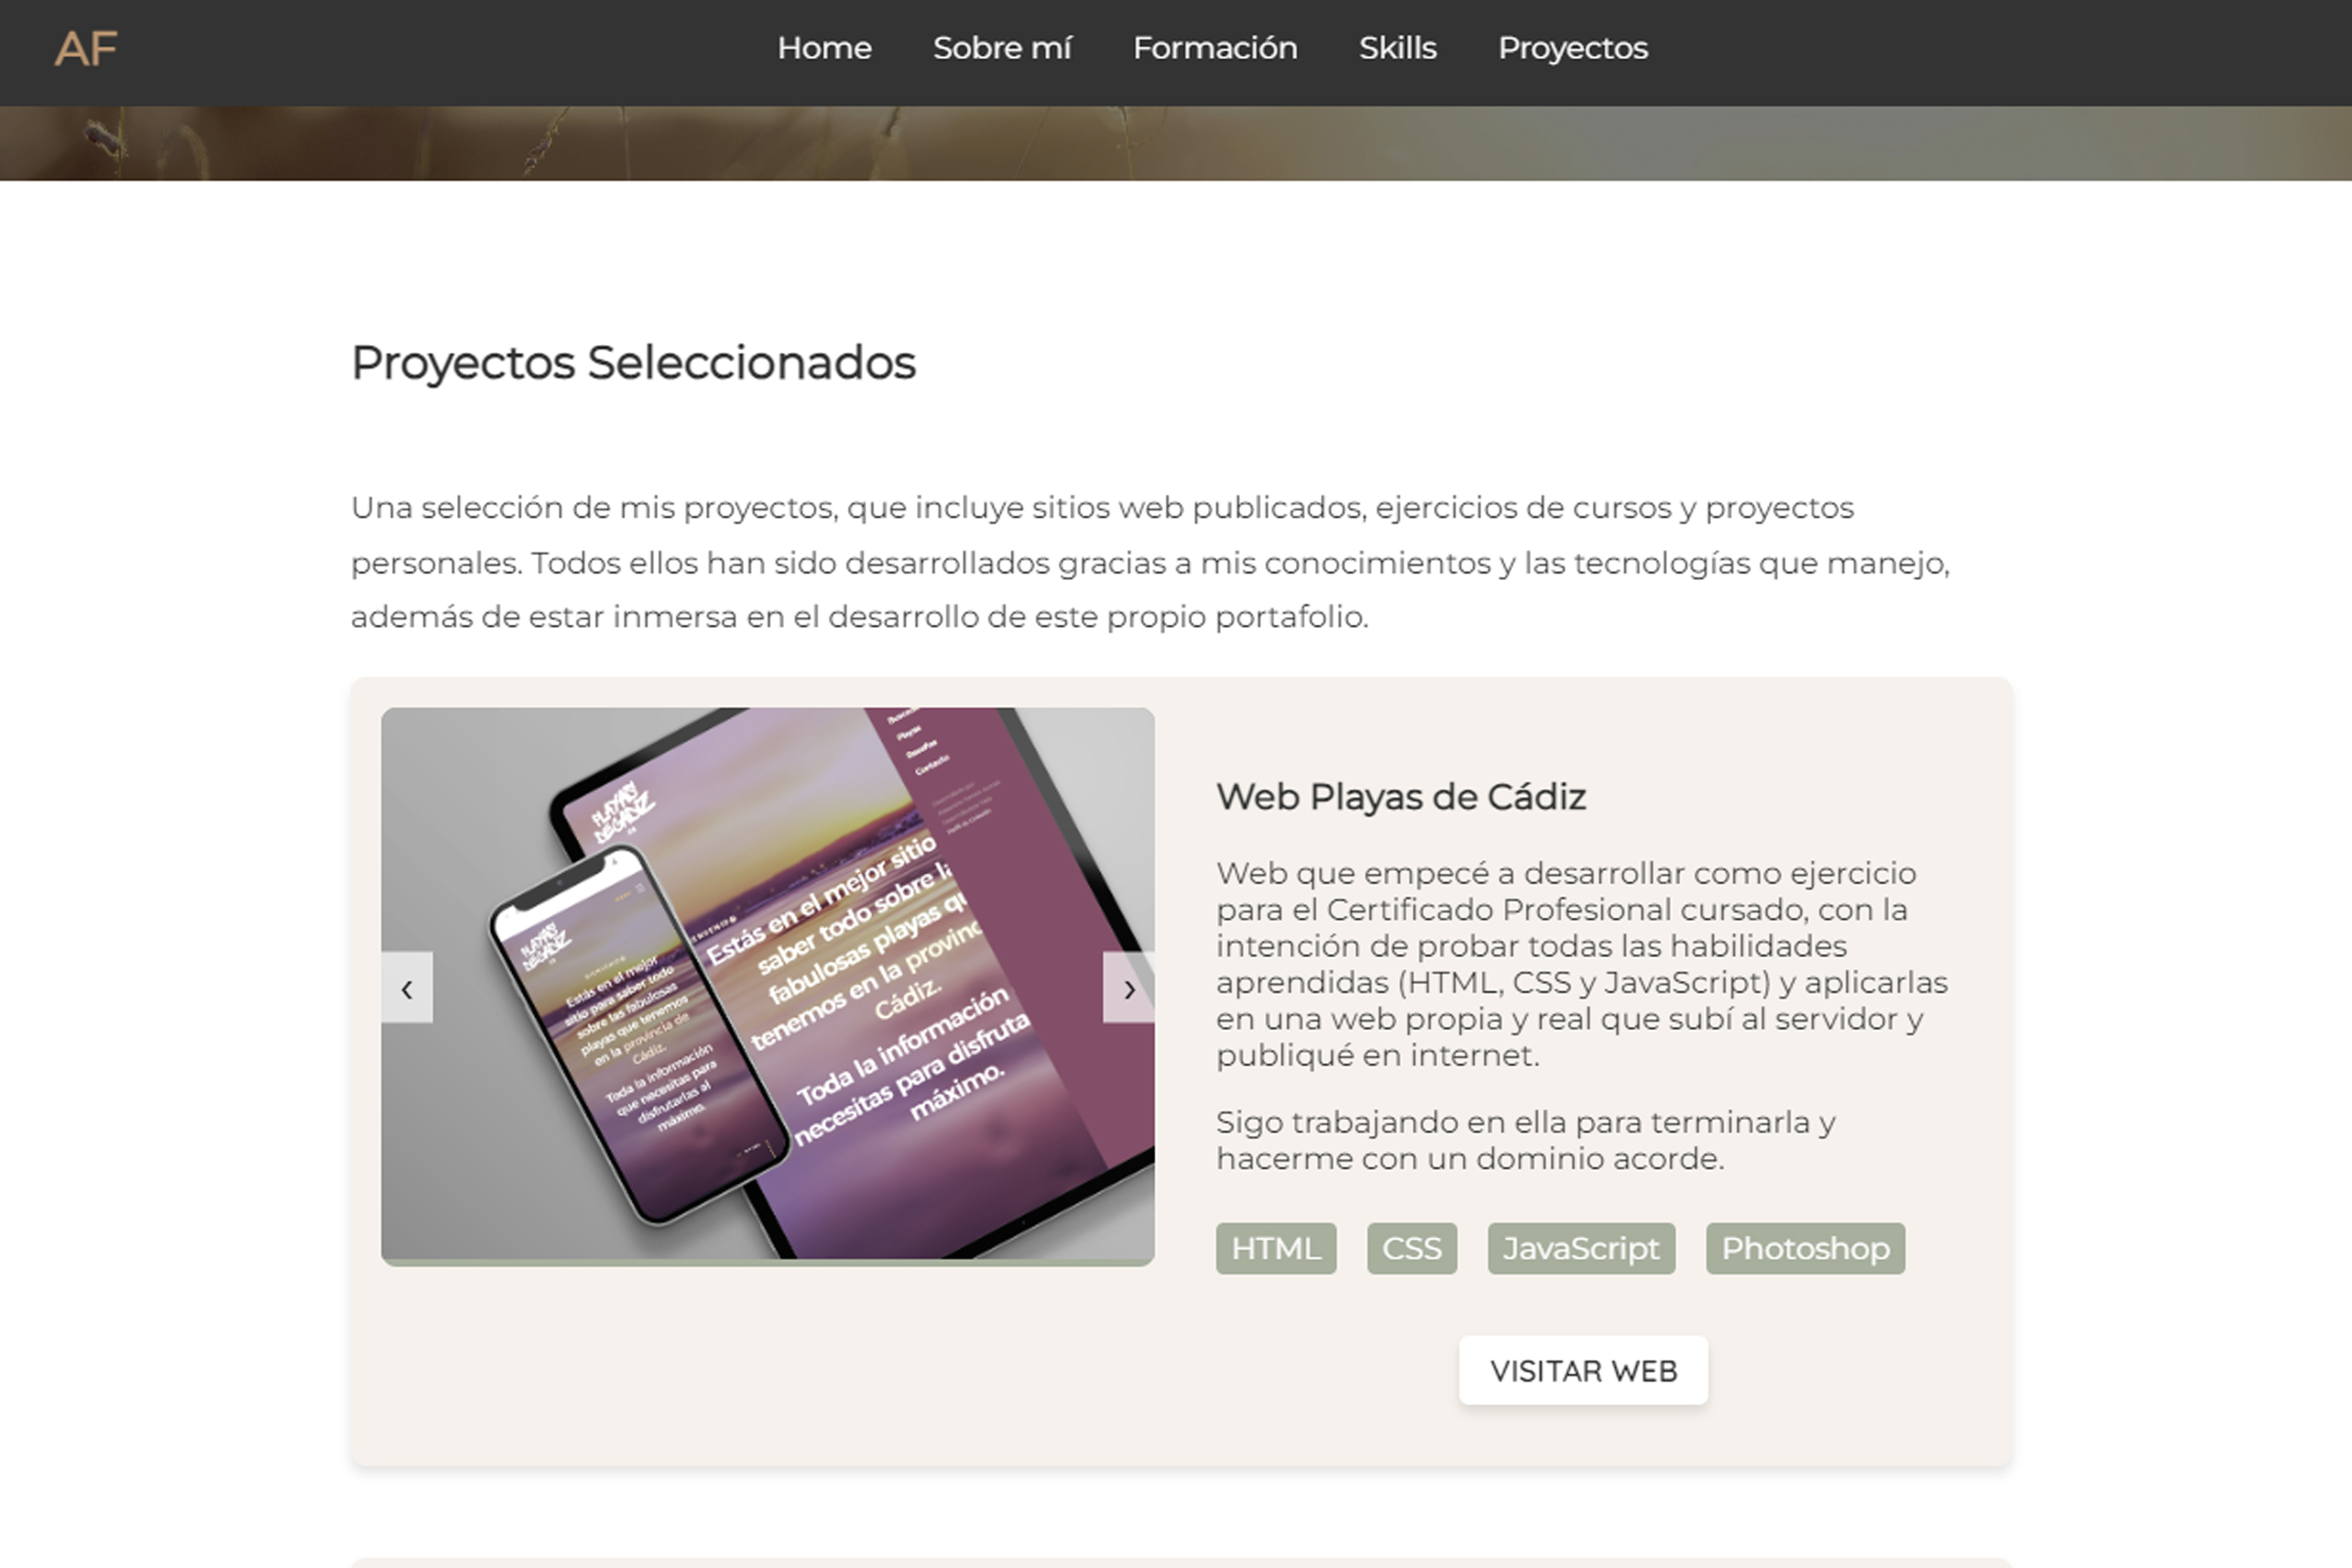 AF
Home Sobre mí Formación Skills Proyectos
Proyectos Seleccionados
Una selección de mis proyectos, que incluye sitios web publicados, ejercicios de cursos y proyectos
personales. Todos ellos han sido desarrollados gracias a mis conocimientos y las tecnologías que manejo,
además de estar inmersa en el desarrollo de este propio portafolio.
PLAYAS
DECADIZ
Estás en el mejor
sitio para saber todo
sobre las fabulosas
playas que tenemos
en la provincia de
Cádiz.
Toda la información
que necesitas para
disfrutarlas al
máximo.
PLAYAS
DECADIZ
Estás en el mejor sitio
saber todo sobre la
fabulosas playas qu
tenemos en la provinc
Cádiz.
Toda la información
necesitas para disfruta
máximo.
Playas
Reseñas
Contacto
‹
›
Web Playas de Cádiz
Web que empecé a desarrollar como ejercicio
para el Certificado Profesional cursado, con la
intención de probar todas las habilidades
aprendidas (HTML, CSS y JavaScript) y aplicarlas
en una web propia y real que subí al servidor y
publiqué en internet.
Sigo trabajando en ella para terminarla y
hacerme con un dominio acorde.
HTML CSS JavaScript Photoshop
VISITAR WEB